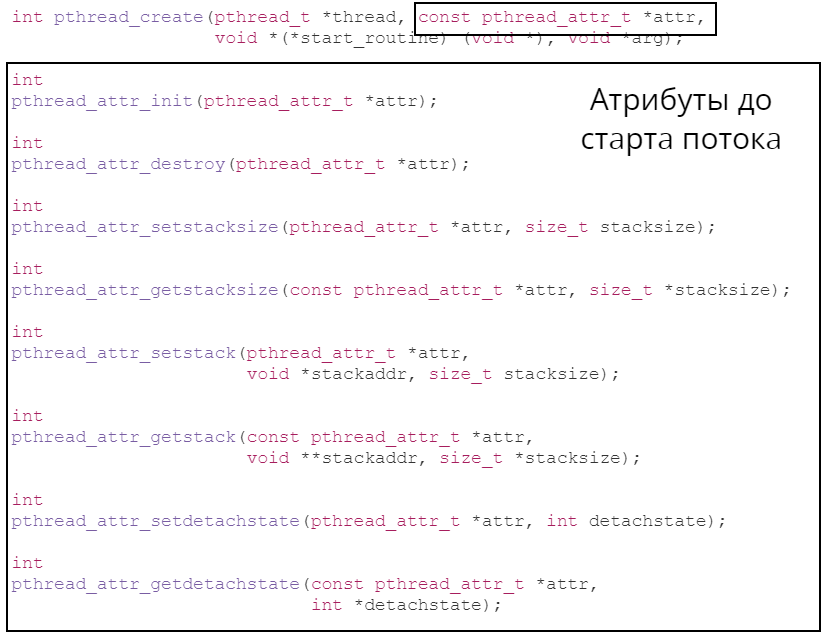 int pthread_create(pthread_t *thread, const pthread_attr_t *attr,
void *(*start_routine) (void *), void *arg);
Атрибуты до
старта потока
int
pthread_attr_init(pthread_attr_t *attr);
int
pthread_attr_destroy(pthread_attr_t *attr);
int
pthread_attr_setstacksize(pthread_attr_t *attr, size_t stacksize);
int
pthread_attr_getstacksize(const pthread_attr_t *attr, size_t *stacksize);
int
pthread_attr_setstack(pthread_attr_t *attr,
void *stackaddr, size_t stacksize);
int
pthread_attr_getstack(const pthread_attr_t *attr,
void **stackaddr, size_t *stacksize);
int
pthread_attr_setdetachstate(pthread_attr_t *attr, int detachstate);
int
pthread_attr_getdetachstate(const pthread_attr_t *attr,
int *detachstate);